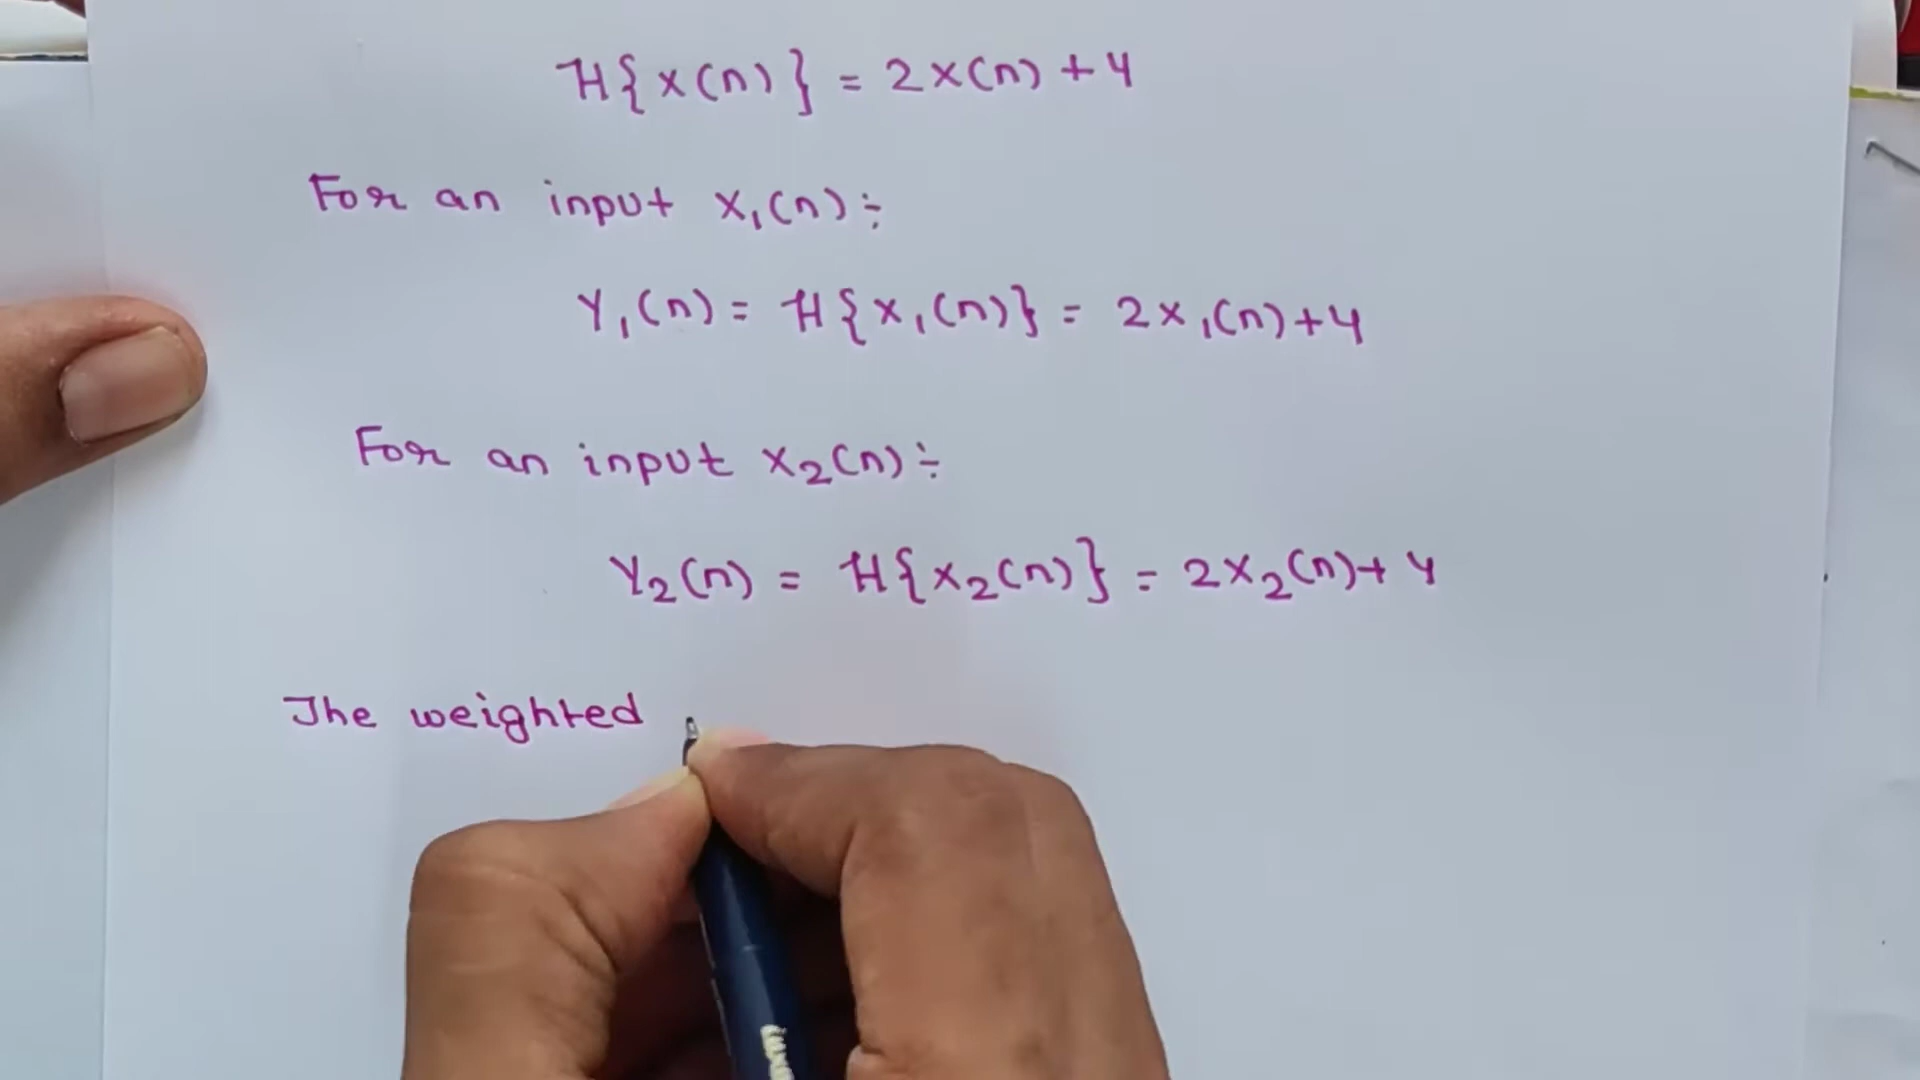 H{x(n)} = 2x(n) + 4
For an input x₁(n) ÷
Y₁(n) = H{x₁(n)} = 2x₁(n) + 4
For an input x₂(n) ÷
Y₂(n) = H{x₂(n)} = 2x₂(n) + 4
The weighted